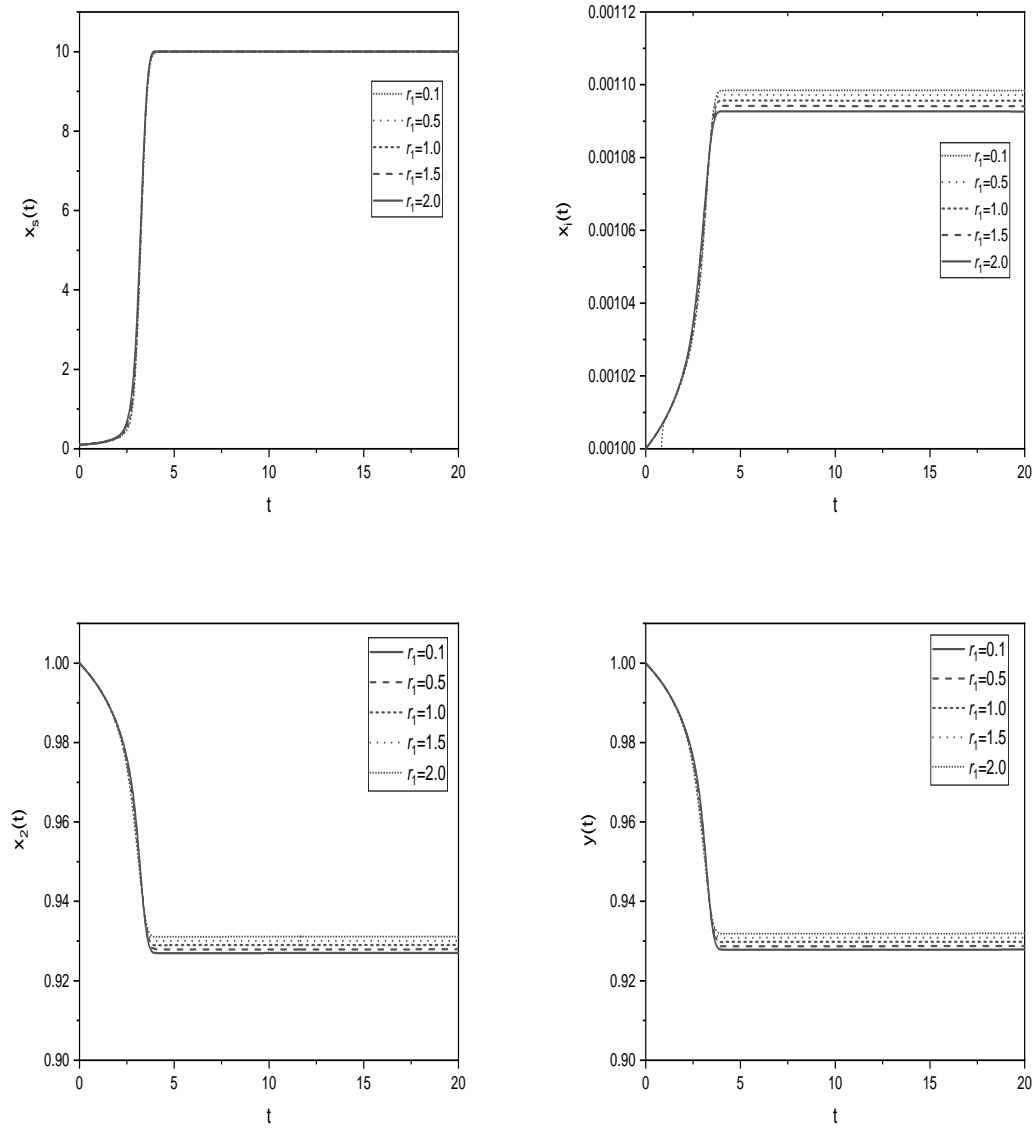 10
8
6
4
2
0
x_s(t)
r_1=0.1
r_1=0.5
r_1=1.0
r_1=1.5
r_1=2.0
0 5 10 15 20
t
0.00112
0.00110
0.00108
0.00106
0.00104
0.00102
0.00100
x_i(t)
r_1=0.1
r_1=0.5
r_1=1.0
r_1=1.5
r_1=2.0
0 5 10 15 20
t
1.00
0.98
0.96
0.94
0.92
0.90
x_2(t)
r_1=0.1
r_1=0.5
r_1=1.0
r_1=1.5
r_1=2.0
0 5 10 15 20
t
1.00
0.98
0.96
0.94
0.92
0.90
y(t)
r_1=0.1
r_1=0.5
r_1=1.0
r_1=1.5
r_1=2.0
0 5 10 15 20
t